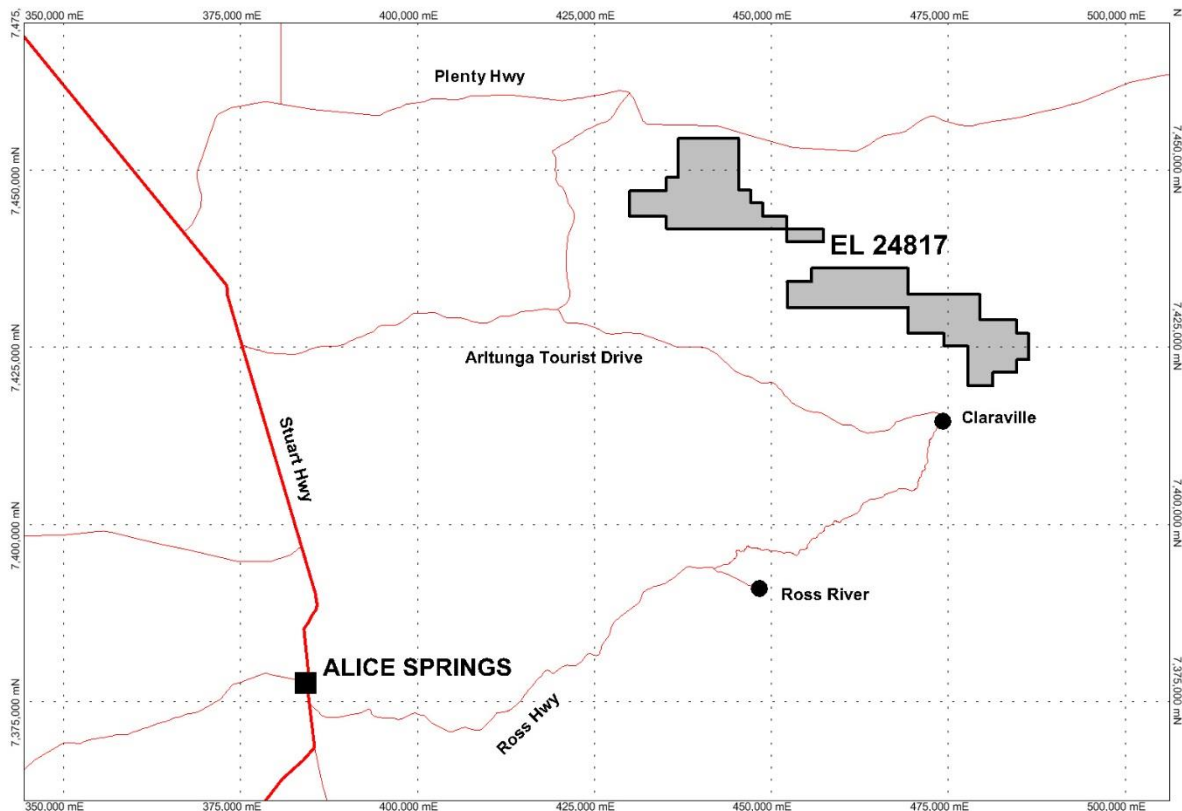 350,000 mE
375,000 mE
400,000 mE
425,000 mE
450,000 mE
475,000 mE
500,000 mE
N
7,475,
Plenty Hwy
7,450,000 mN
7,450,000 mN
EL 24817
7,425,000 mN
7,425,000 mN
Arltunga Tourist Drive
Claraville
Stuart Hwy
7,400,000 mN
7,400,000 mN
Ross River
ALICE SPRINGS
7,375,000 mN
7,375,000 mN
Ross Hwy
350,000 mE
375,000 mE
400,000 mE
425,000 mE
450,000 mE
475,000 mE
500,000 mE